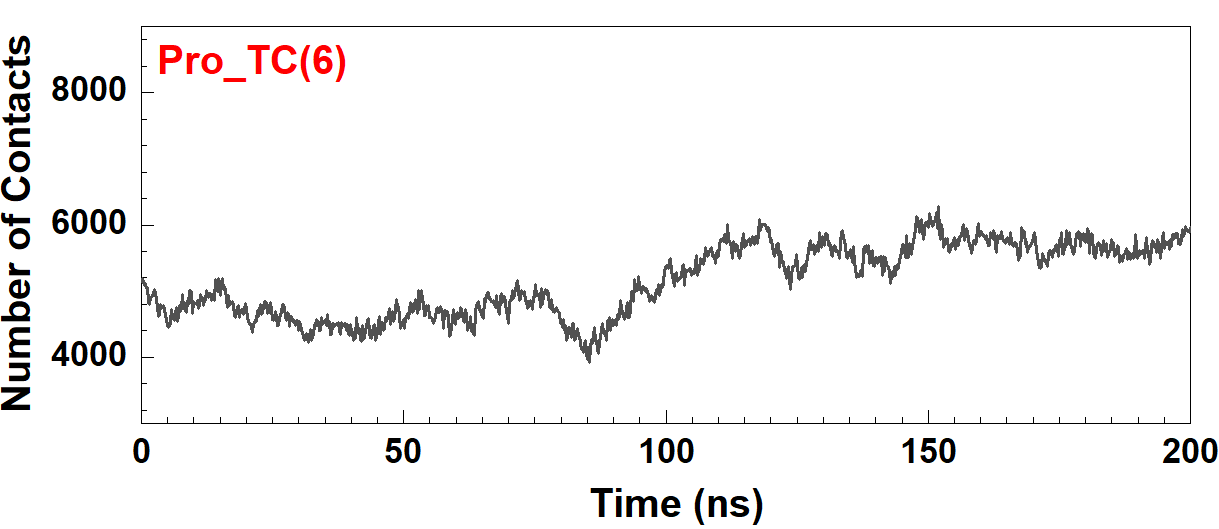 Pro_TC(6)
Number of Contacts
8000
6000
4000
0 50 100 150 200
Time (ns)